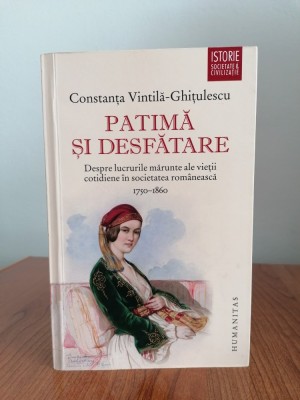 ISTORIE
SOCIETATE &
CIVILIZAȚIE
Constanța Vintilă-Ghițulescu
PATIMĂ
ȘI DESFĂTARE
Despre lucrurile mărunte ale vieții
cotidiene în societatea românească
1750–1860
HUMANITAS